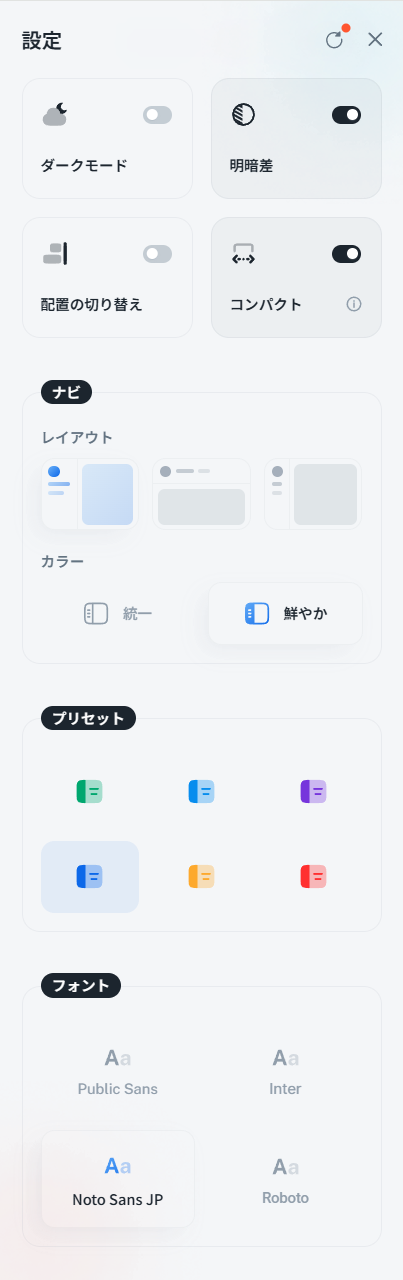 設定
ダークモード
明暗差
配置の切り替え
コンパクト
ナビ
レイアウト
カラー
統一
鮮やか
プリセット
フォント
Aa
Aa
Public Sans
Inter
Aa
Aa
Noto Sans JP
Roboto